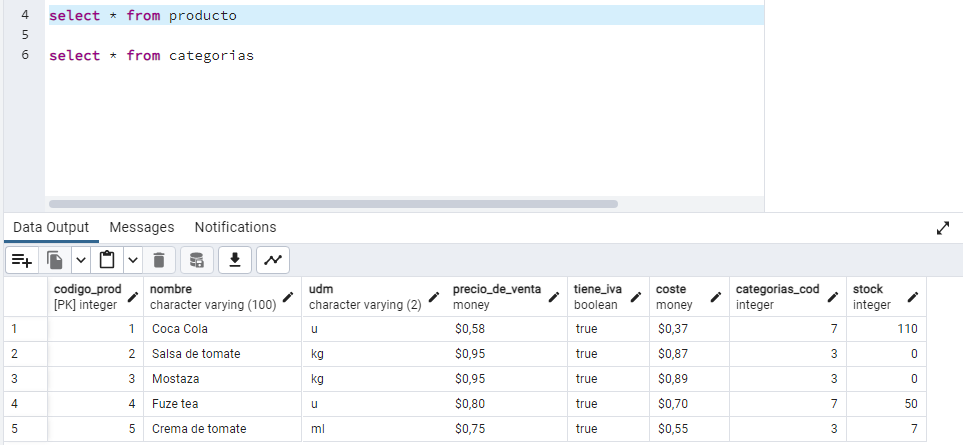 4 select * from producto
5
6 select * from categorias
Data Output Messages Notifications
codigo_prod nombre udm precio_de_venta tiene_iva coste categorias_cod stock
[PK] integer character varying (100) character varying (2) money boolean money integer integer
1 1 Coca Cola u $0,58 true $0,37 7 110
2 2 Salsa de tomate kg $0,95 true $0,87 3 0
3 3 Mostaza kg $0,95 true $0,89 3 0
4 4 Fuze tea u $0,80 true $0,70 7 50
5 5 Crema de tomate ml $0,75 true $0,55 3 7